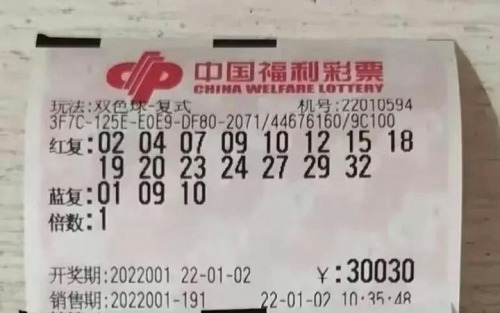 中国福利彩票
CHINA WELFARE LOTTERY
玩法:双色球-复式 机号:22010594
3F7C-125E-E0E9-DF80-2071/44676160/9C100
红复:02 04 07 09 10 12 15 18
19 20 23 24 27 29 32
蓝复:01 09 10
倍数:1
开奖期:2022001 22-01-02 ¥:30030
销售期:2022001-191 22-01-02 10:35:48